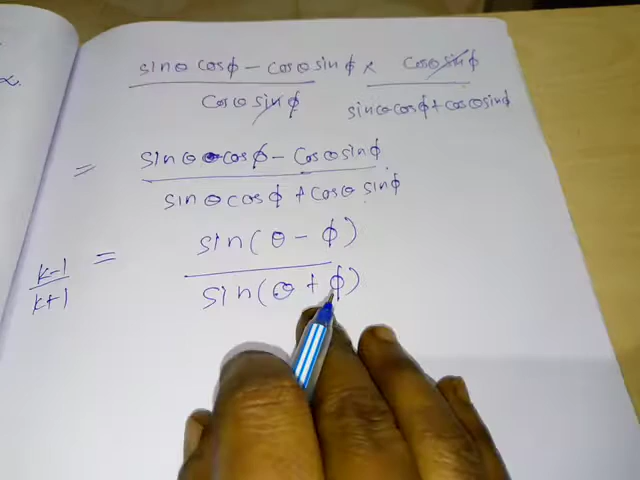 α.
sinθ cosϕ − cosθ sinϕ / cosθ sinϕ × cosθ sinϕ / sinθ cosϕ + cosθ sinϕ
= sinθ cosϕ − cosθ sinϕ / sinθ cosϕ + cosθ sinϕ
k-1 / k+1 = sin(θ − ϕ) / sin(θ + ϕ)